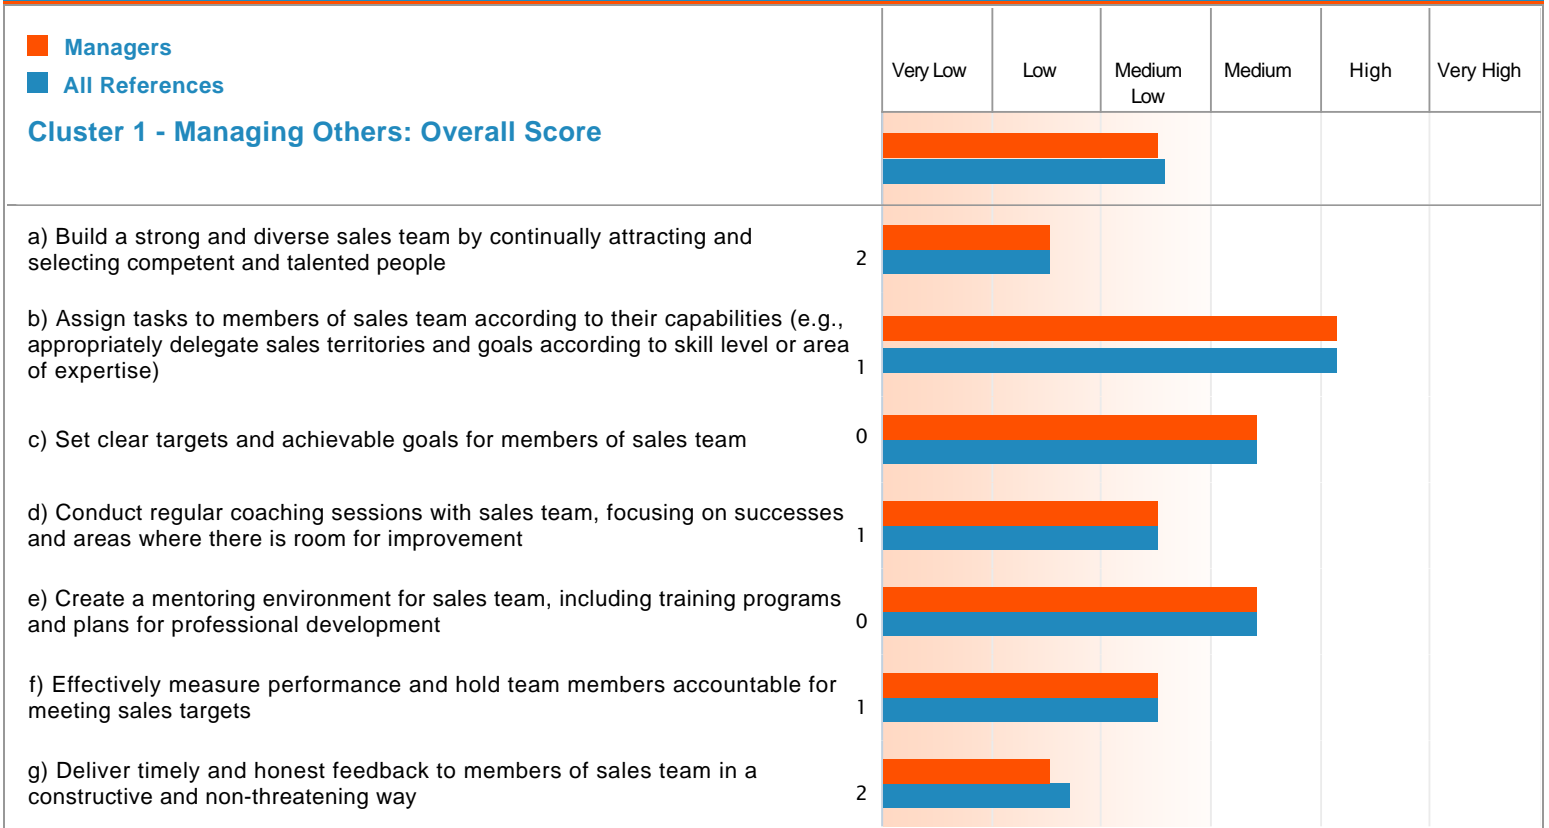 Managers
All References
Very Low
Low
Medium
Low
Medium
High
Very High
Cluster 1 - Managing Others: Overall Score
a) Build a strong and diverse sales team by continually attracting and
selecting competent and talented people
2
b) Assign tasks to members of sales team according to their capabilities (e.g.,
appropriately delegate sales territories and goals according to skill level or area
of expertise)
1
c) Set clear targets and achievable goals for members of sales team
0
d) Conduct regular coaching sessions with sales team, focusing on successes
and areas where there is room for improvement
1
e) Create a mentoring environment for sales team, including training programs
and plans for professional development
0
f) Effectively measure performance and hold team members accountable for
meeting sales targets
1
g) Deliver timely and honest feedback to members of sales team in a
constructive and non-threatening way
2